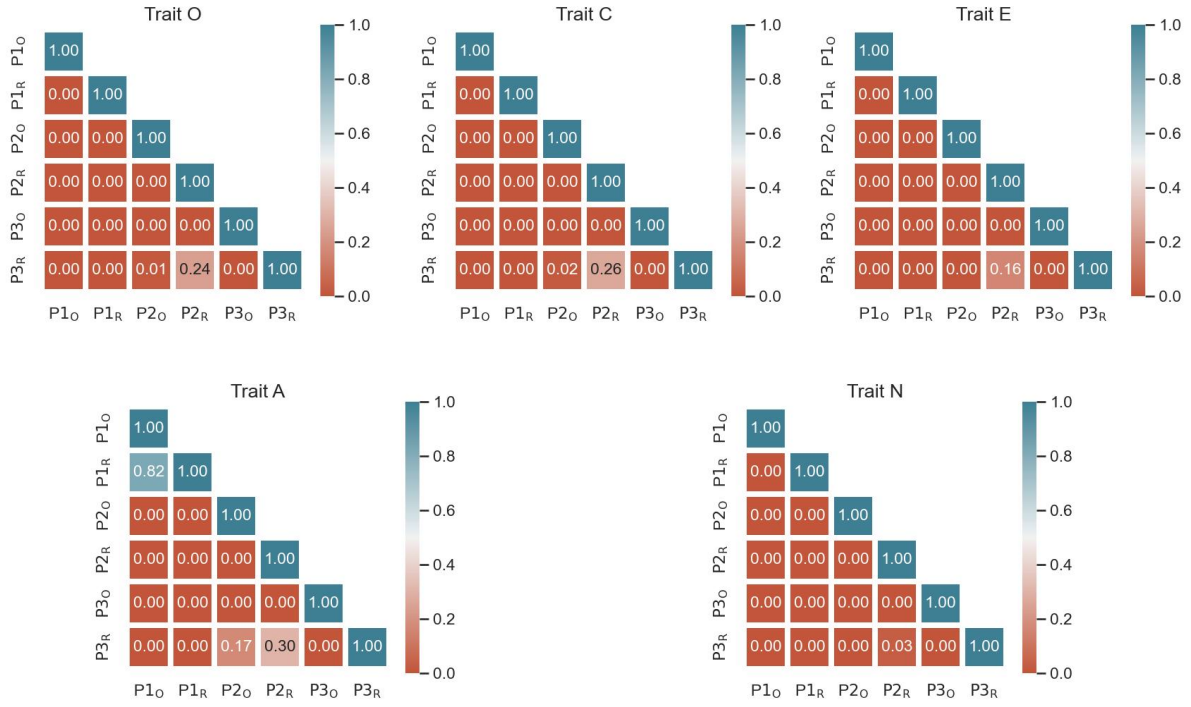 Trait O
P1O 1.00
P1R 0.00 1.00
P2O 0.00 0.00 1.00
P2R 0.00 0.00 0.00 1.00
P3O 0.00 0.00 0.00 0.00 1.00
P3R 0.00 0.00 0.01 0.24 0.00 1.00
P1O P1R P2O P2R P3O P3R
1.0
0.8
0.6
0.4
0.2
0.0
Trait C
P1O 1.00
P1R 0.00 1.00
P2O 0.00 0.00 1.00
P2R 0.00 0.00 0.00 1.00
P3O 0.00 0.00 0.00 0.00 1.00
P3R 0.00 0.00 0.02 0.26 0.00 1.00
P1O P1R P2O P2R P3O P3R
1.0
0.8
0.6
0.4
0.2
0.0
Trait E
P1O 1.00
P1R 0.00 1.00
P2O 0.00 0.00 1.00
P2R 0.00 0.00 0.00 1.00
P3O 0.00 0.00 0.00 0.00 1.00
P3R 0.00 0.00 0.00 0.16 0.00 1.00
P1O P1R P2O P2R P3O P3R
1.0
0.8
0.6
0.4
0.2
0.0
Trait A
P1O 1.00
P1R 0.82 1.00
P2O 0.00 0.00 1.00
P2R 0.00 0.00 0.00 1.00
P3O 0.00 0.00 0.00 0.00 1.00
P3R 0.00 0.00 0.17 0.30 0.00 1.00
P1O P1R P2O P2R P3O P3R
1.0
0.8
0.6
0.4
0.2
0.0
Trait N
P1O 1.00
P1R 0.00 1.00
P2O 0.00 0.00 1.00
P2R 0.00 0.00 0.00 1.00
P3O 0.00 0.00 0.00 0.00 1.00
P3R 0.00 0.00 0.00 0.03 0.00 1.00
P1O P1R P2O P2R P3O P3R
1.0
0.8
0.6
0.4
0.2
0.0